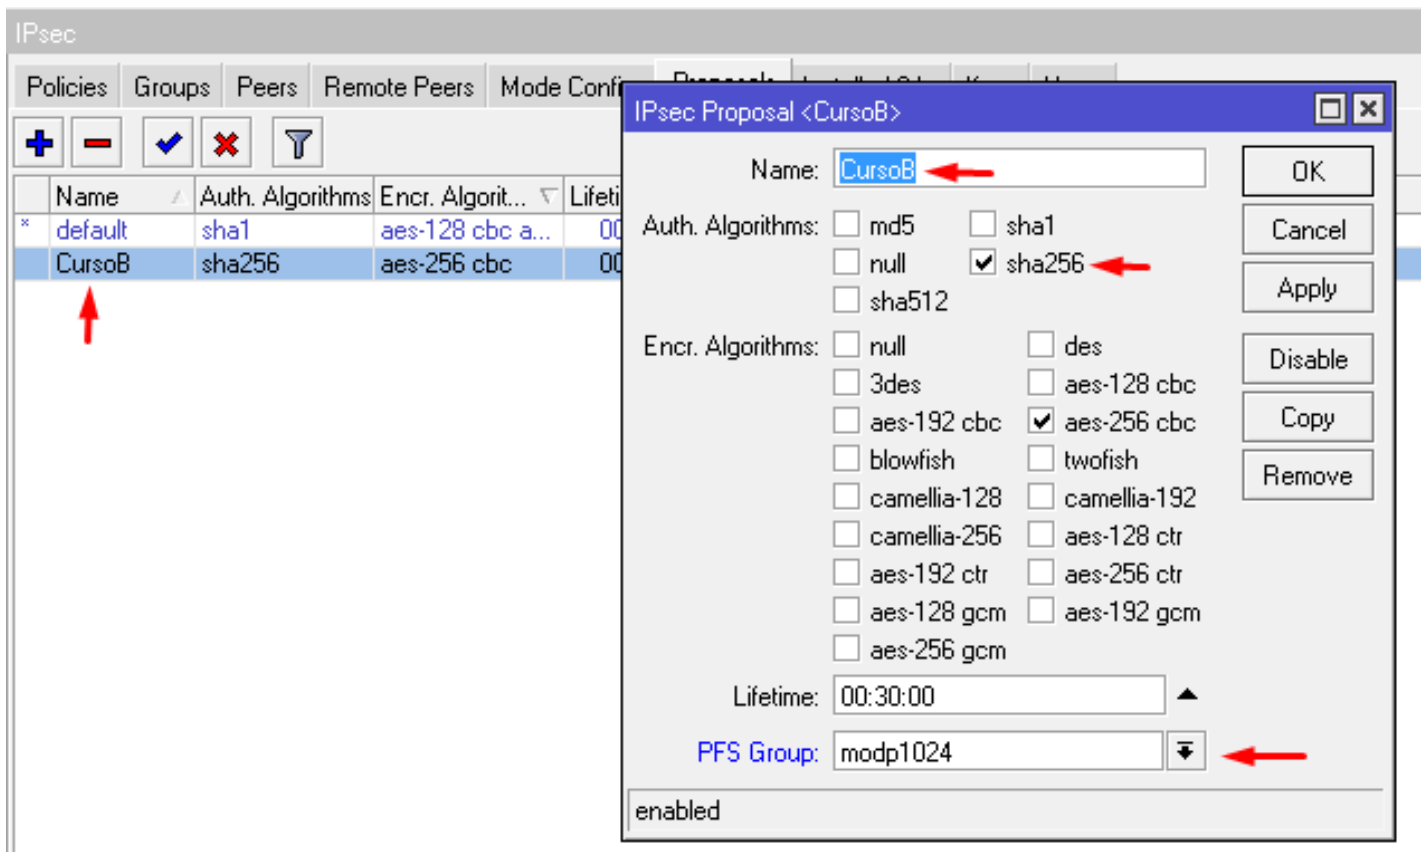 IPsec
Policies Groups Peers Remote Peers Mode Config
IPsec Proposal <CursoB>
Name Auth. Algorithms Encr. Algorit... Lifeti
* default sha1 aes-128 cbc a... 00
CursoB sha256 aes-256 cbc 00
Name: CursoB
OK
Auth. Algorithms: md5 sha1
Cancel
null sha256
Apply
sha512
Encr. Algorithms: null des
Disable
3des aes-128 cbc
aes-192 cbc aes-256 cbc
Copy
blowfish twofish
Remove
camellia-128 camellia-192
camellia-256 aes-128 ctr
aes-192 ctr aes-256 ctr
aes-128 gcm aes-192 gcm
aes-256 gcm
Lifetime: 00:30:00
PFS Group: modp1024
enabled